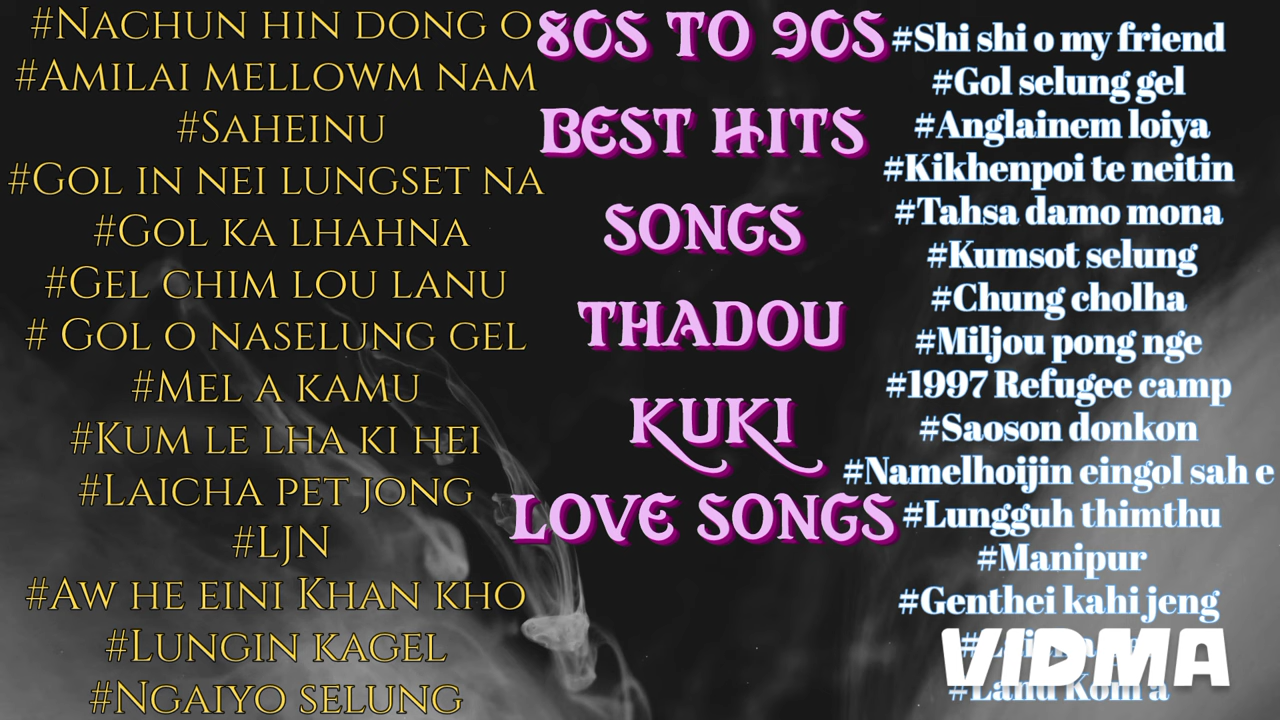 #Nachun hin dong o
#Amilai mellowm nam
#Saheinu
#Gol in nei lungset na
#Gol ka lhahna
#Gel chim lou lanu
# Gol o naselung gel
#Mel a kamu
#Kum le lha ki hei
#Laicha pet jong
#LJN
#Aw he eini Khan kho
#Lungin kagel
#Ngaiyo selung
80s to 90s
Best Hits
Songs
Thadou
Kuki
Love Songs
#Shi shi o my friend
#Gol selung gel
#Anglainem loiya
#Kikhenpoi te neitin
#Tahsa damo mona
#Kumsot selung
#Chung cholha
#Miljou pong nge
#1997 Refugee camp
#Saoson donkon
#Namelhoijin eingol sah e
#Lungguh thimthu
#Manipur
#Genthei kahi jeng
#Lanu Kom a
VIDMA